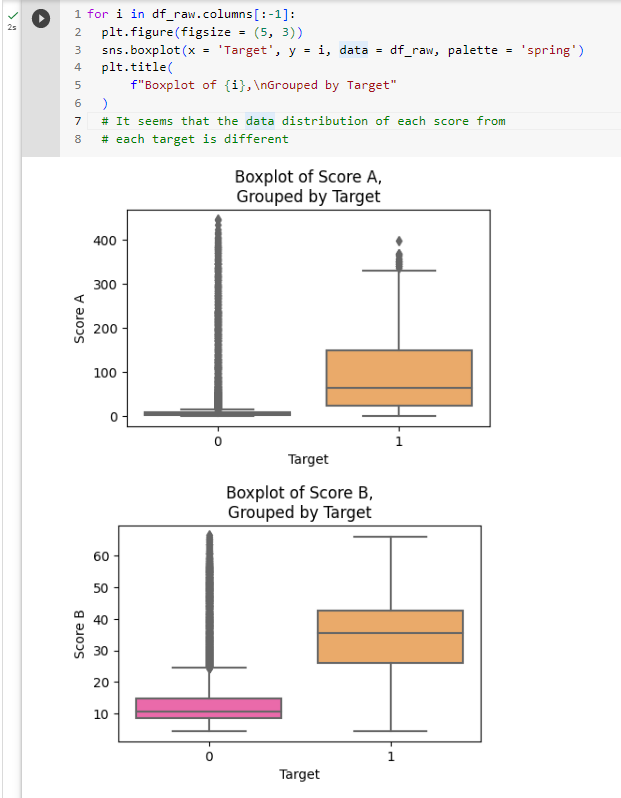 2s
1 for i in df_raw.columns[:-1]:
2 plt.figure(figsize = (5, 3))
3 sns.boxplot(x = 'Target', y = i, data = df_raw, palette = 'spring')
4 plt.title(
5 f"Boxplot of {i},\nGrouped by Target"
6 )
7 # It seems that the data distribution of each score from
8 # each target is different
Boxplot of Score A,
Grouped by Target
Score A
400
300
200
100
0
0 1
Target
Boxplot of Score B,
Grouped by Target
Score B
60
50
40
30
20
10
0 1
Target